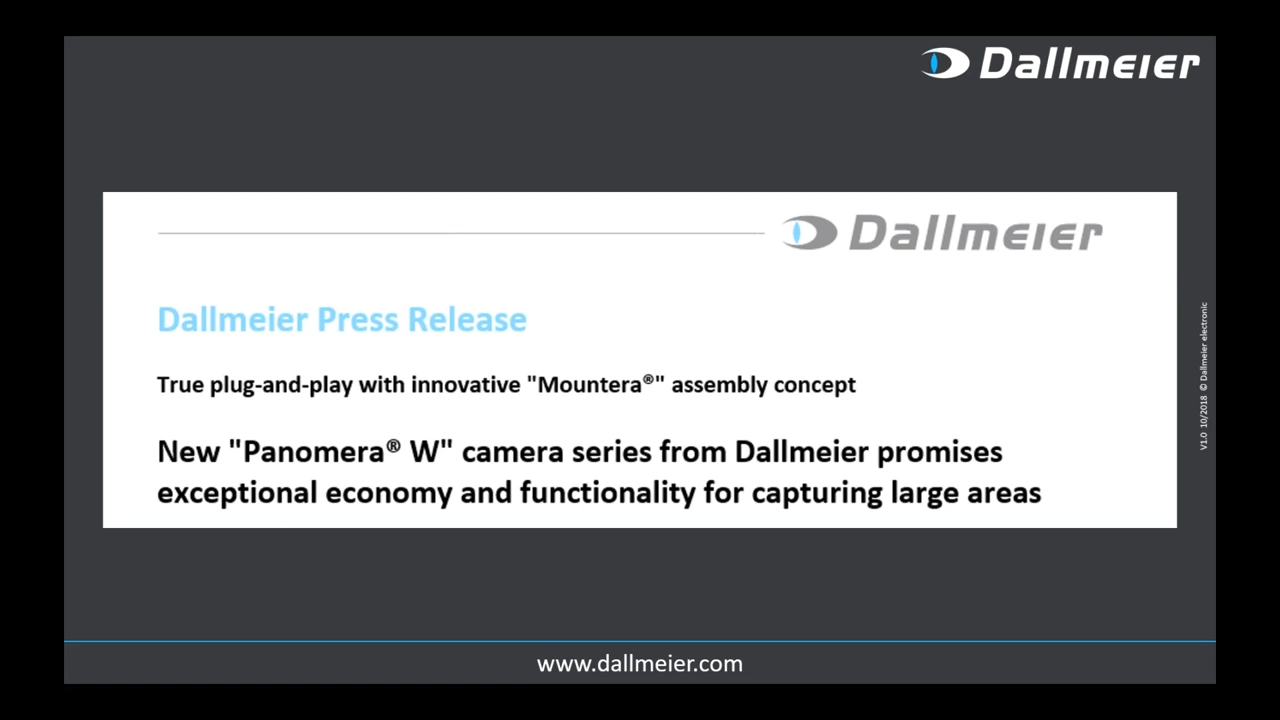 Dallmeier
Dallmeier
Dallmeier Press Release
True plug-and-play with innovative "Mountera®" assembly concept
New "Panomera® W" camera series from Dallmeier promises
exceptional economy and functionality for capturing large areas
V1.0 10/2018 © Dallmeier electronic
www.dallmeier.com